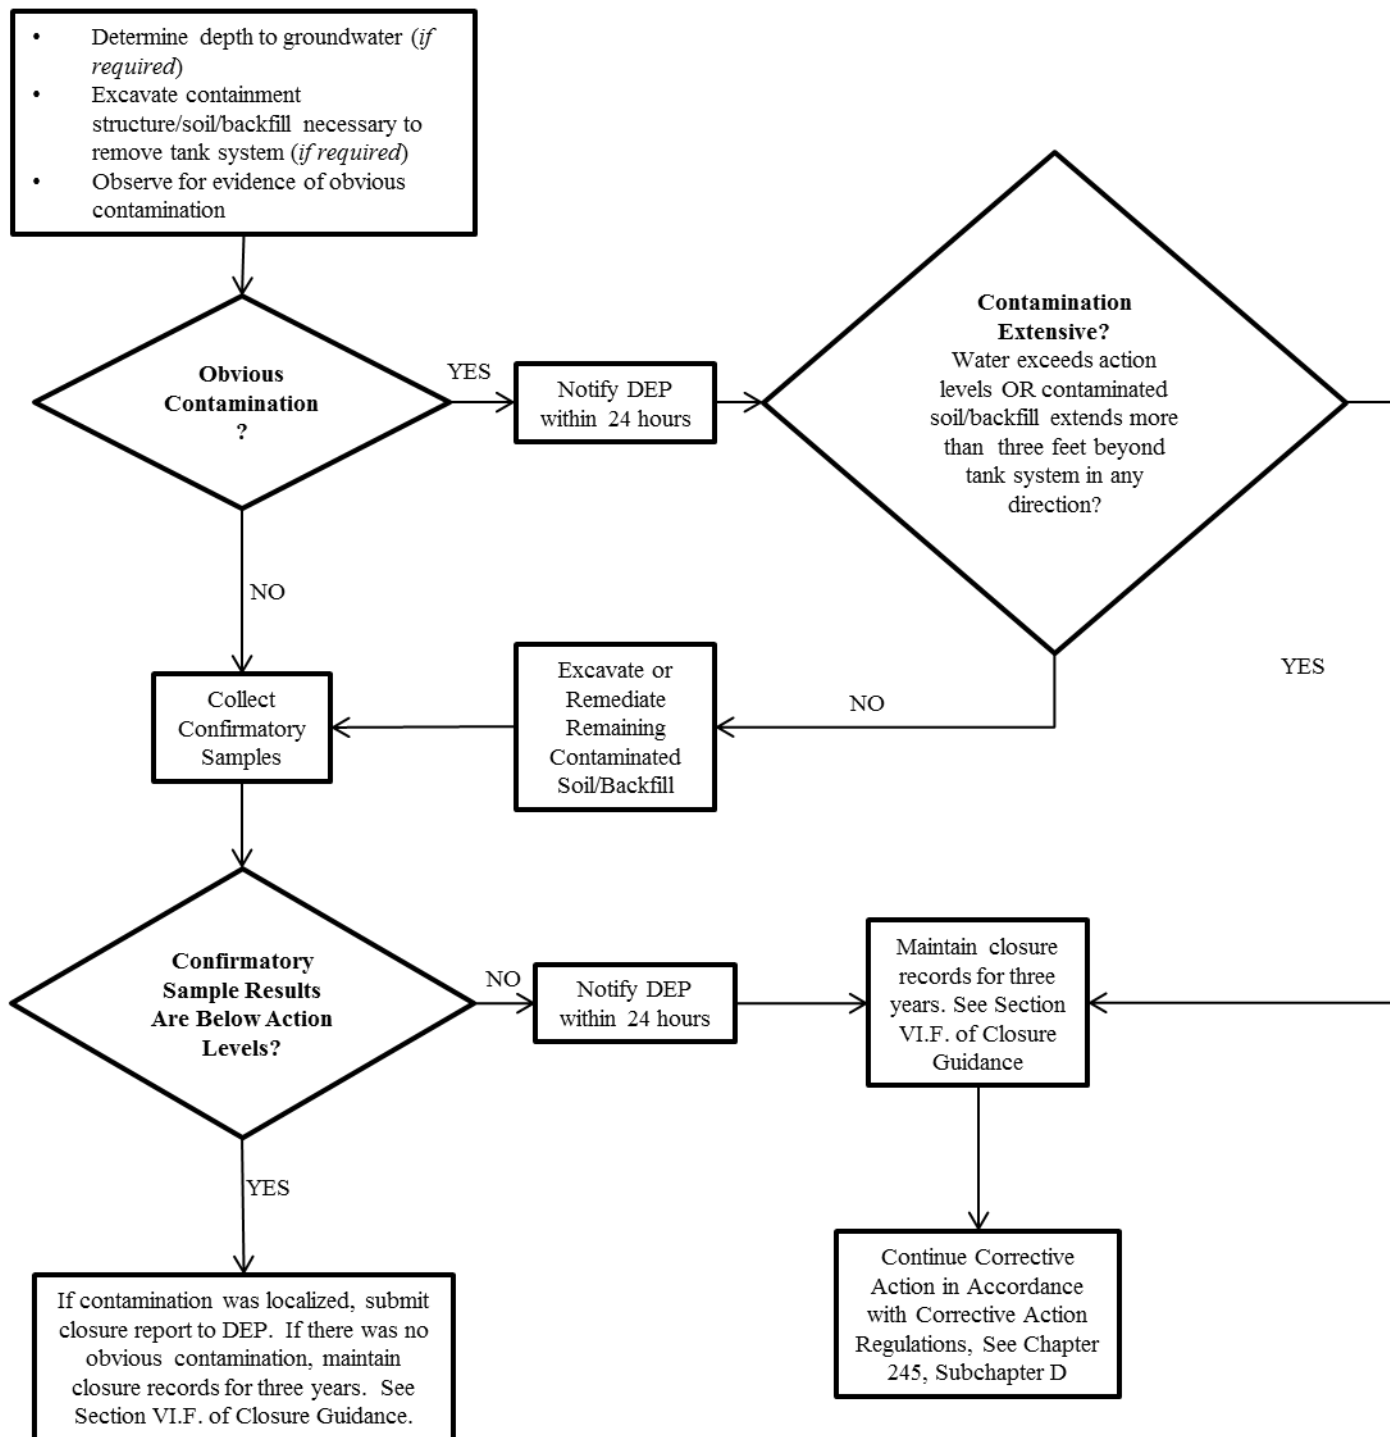 • Determine depth to groundwater (if
required)
• Excavate containment
structure/soil/backfill necessary to
remove tank system (if required)
• Observe for evidence of obvious
contamination
Obvious
Contamination
?
YES
Notify DEP
within 24 hours
Contamination
Extensive?
Water exceeds action
levels OR contaminated
soil/backfill extends more
than three feet beyond
tank system in any
direction?
NO
YES
Collect
Confirmatory
Samples
Excavate or
Remediate
Remaining
Contaminated
Soil/Backfill
NO
Confirmatory
Sample Results
Are Below Action
Levels?
NO
Notify DEP
within 24 hours
Maintain closure
records for three
years. See Section
VI.F. of Closure
Guidance
YES
If contamination was localized, submit
closure report to DEP. If there was no
obvious contamination, maintain
closure records for three years. See
Section VI.F. of Closure Guidance.
Continue Corrective
Action in Accordance
with Corrective Action
Regulations, See Chapter
245, Subchapter D